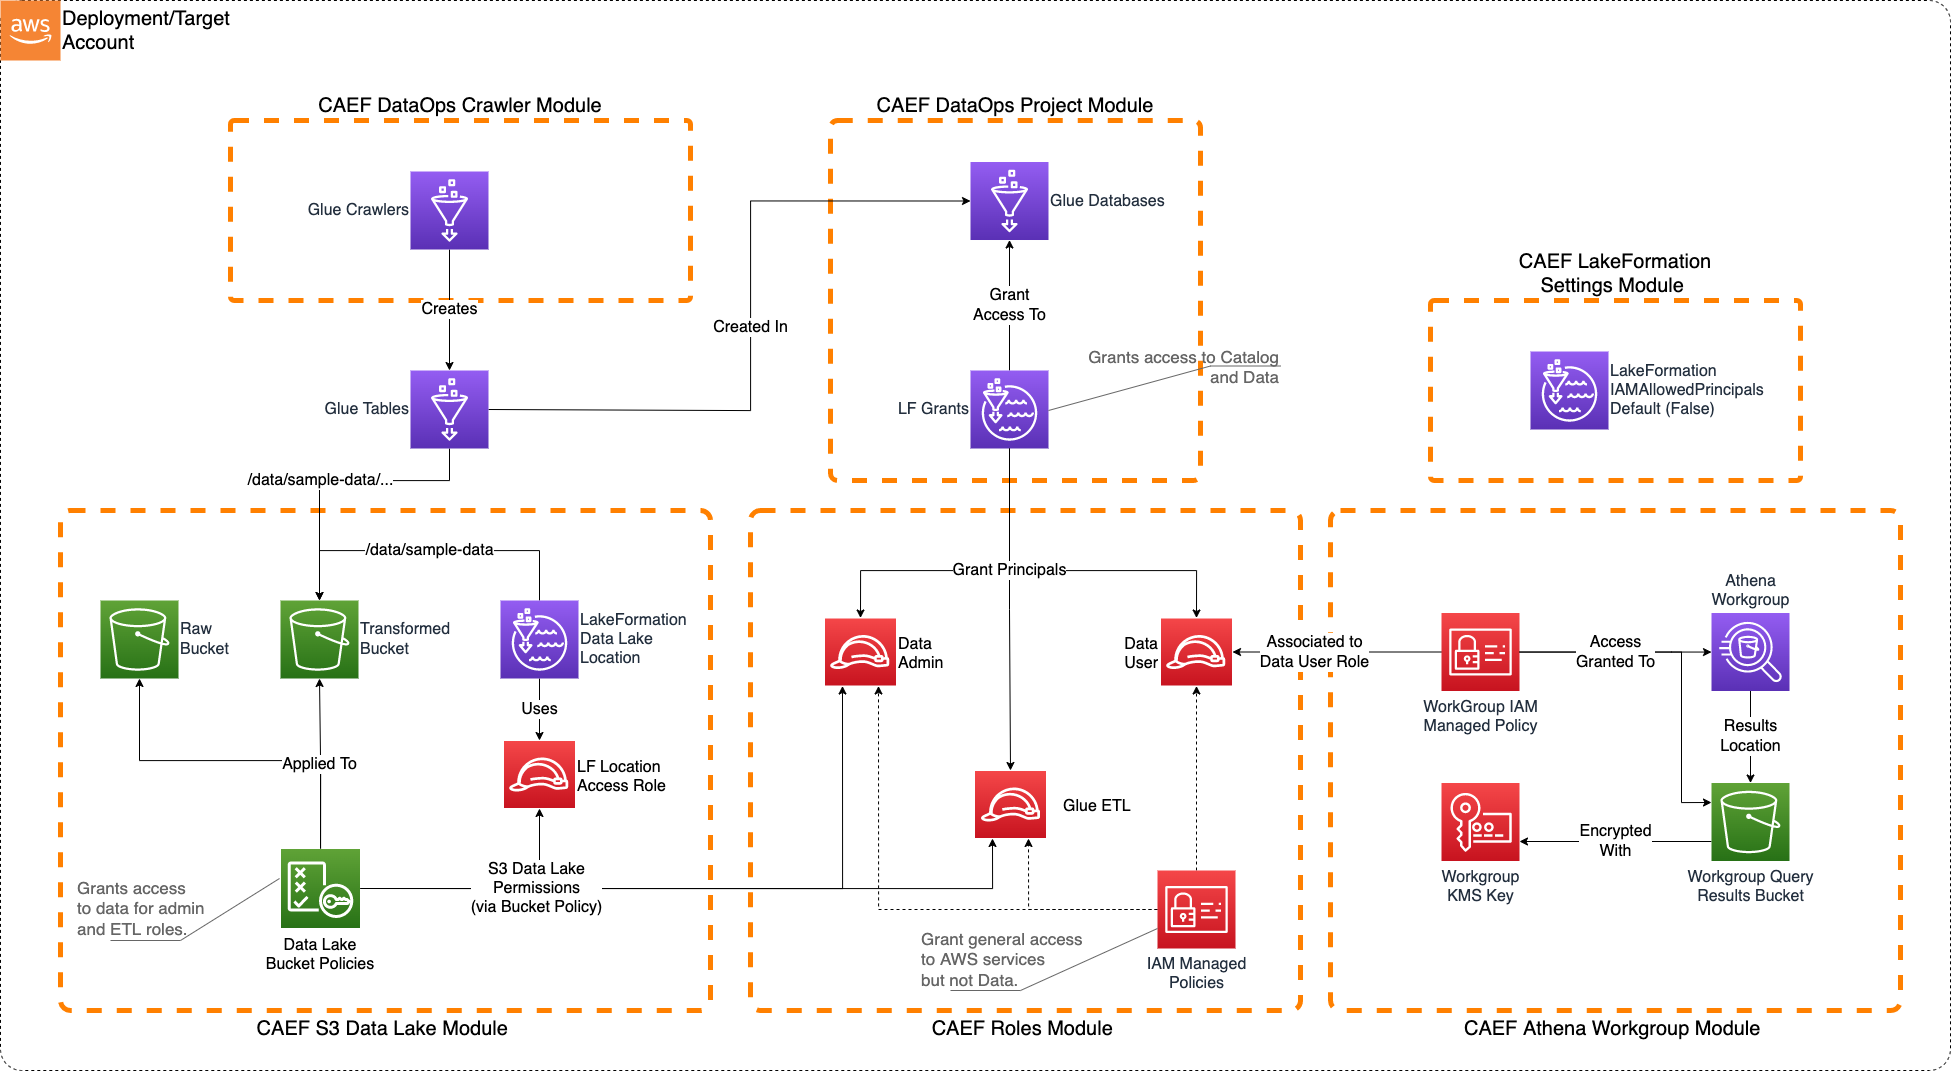 aws
Deployment/Target
Account
CAEF DataOps Crawler Module
Glue Crawlers
Creates
Glue Tables
/data/sample-data/...
Created In
CAEF DataOps Project Module
Glue Databases
Grant
Access To
LF Grants
Grants access to Catalog
and Data
CAEF LakeFormation
Settings Module
LakeFormation
IAMAllowedPrincipals
Default (False)
/data/sample-data
Raw
Bucket
Transformed
Bucket
LakeFormation
Data Lake
Location
Uses
LF Location
Access Role
Applied To
S3 Data Lake
Permissions
(via Bucket Policy)
Grants access
to data for admin
and ETL roles.
Data Lake
Bucket Policies
CAEF S3 Data Lake Module
Grant Principals
Data
Admin
Data
User
Glue ETL
Grant general access
to AWS services
but not Data.
IAM Managed
Policies
CAEF Roles Module
Associated to
Data User Role
WorkGroup IAM
Managed Policy
Access
Granted To
Athena
Workgroup
Results
Location
Encrypted
With
Workgroup
KMS Key
Workgroup Query
Results Bucket
CAEF Athena Workgroup Module